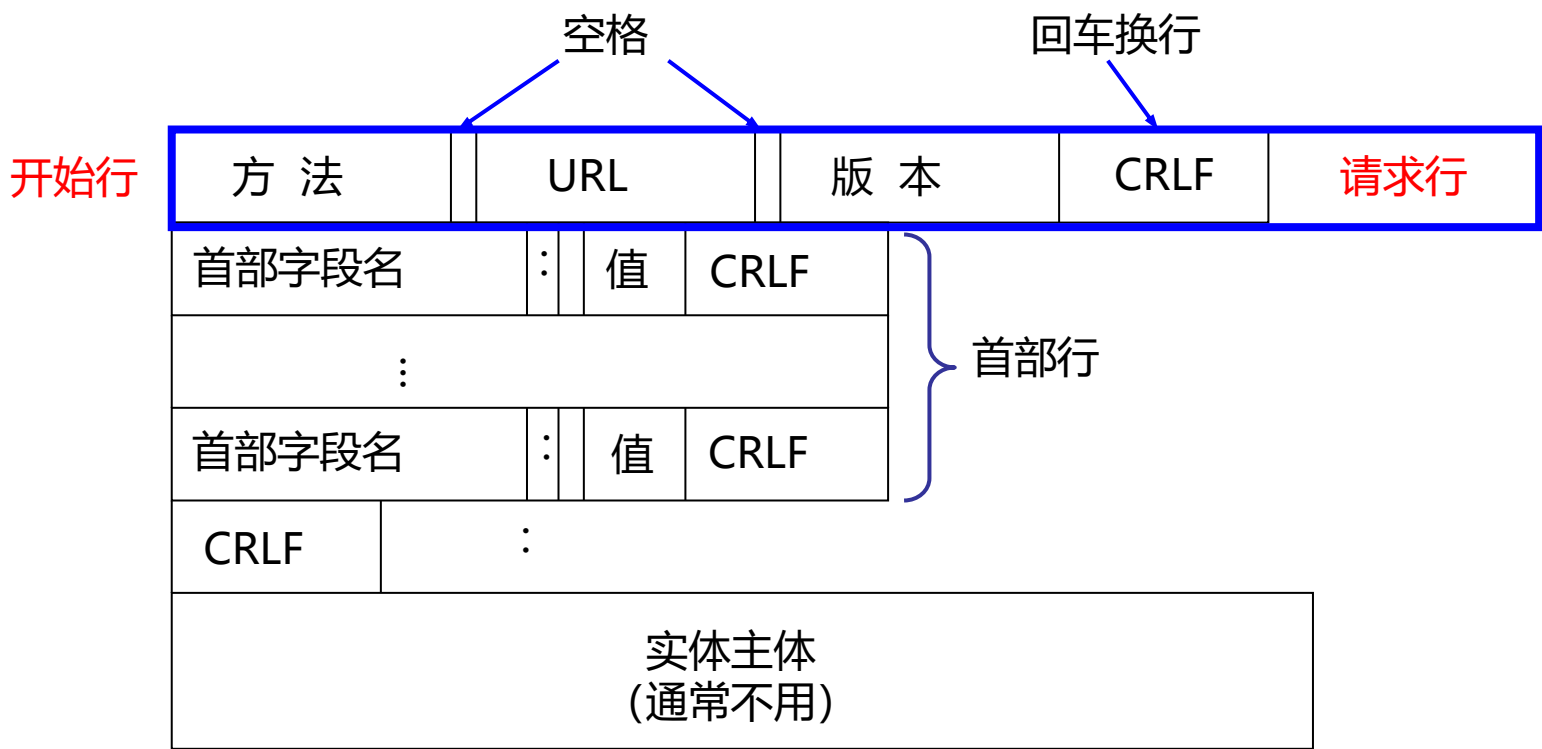 空格 回车换行
开始行 方 法 URL 版 本 CRLF 请求行
首部字段名 : 值 CRLF
⋮ 首部行
首部字段名 : 值 CRLF
CRLF :
实体主体
(通常不用)